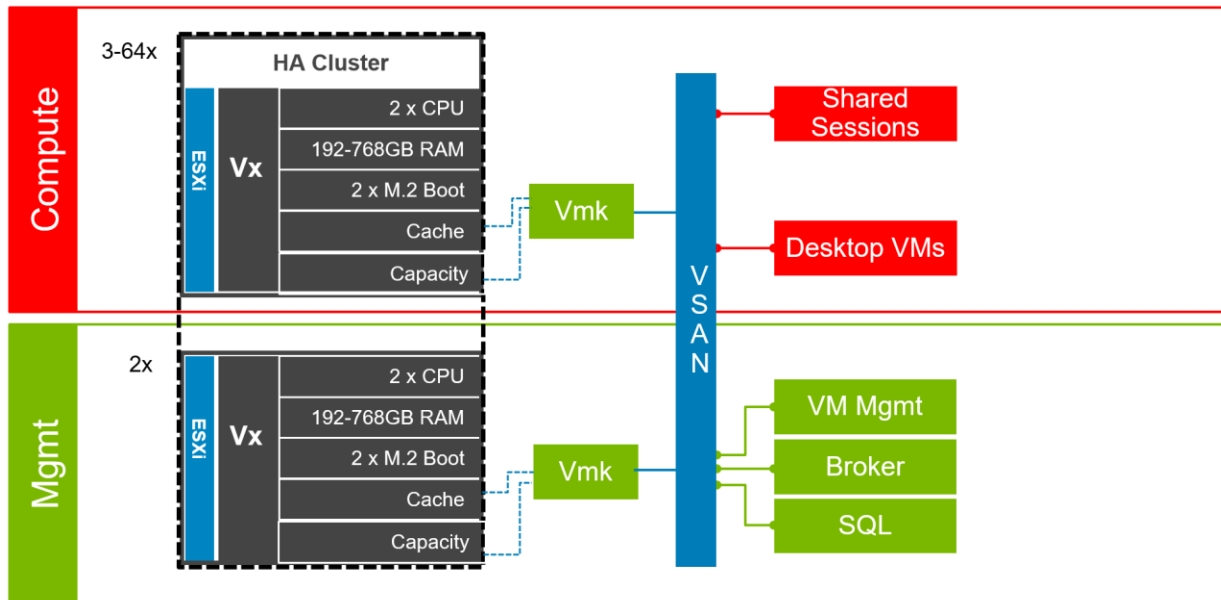 Compute
3-64x
HA Cluster
ESXi
Vx
2 x CPU
192-768GB RAM
2 x M.2 Boot
Cache
Capacity
Vmk
VSAN
Shared
Sessions
Desktop VMs
Mgmt
2x
ESXi
Vx
2 x CPU
192-768GB RAM
2 x M.2 Boot
Cache
Capacity
Vmk
VM Mgmt
Broker
SQL